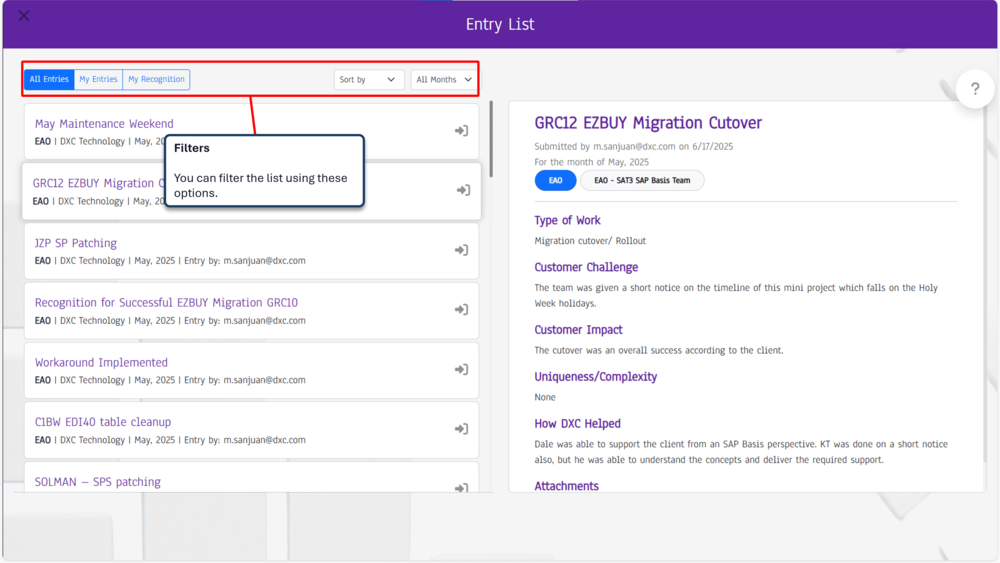 Entry List
All Entries
My Entries
My Recognition
Sort by
All Months
?
May Maintenance Weekend
EAO | DXC Technology | May, 20
Filters
You can filter the list using these
options.
GRC12 EZBUY Migration C
EAO | DXC Technology | May, 20
JZP SP Patching
EAO | DXC Technology | May, 2025 | Entry by: m.sanjuan@dxc.com
Recognition for Successful EZBUY Migration GRC10
EAO | DXC Technology | May, 2025 | Entry by: m.sanjuan@dxc.com
Workaround Implemented
EAO | DXC Technology | May, 2025 | Entry by: m.sanjuan@dxc.com
C1BW EDI40 table cleanup
EAO | DXC Technology | May, 2025 | Entry by: m.sanjuan@dxc.com
SOLMAN – SPS patching
GRC12 EZBUY Migration Cutover
Submitted by m.sanjuan@dxc.com on 6/17/2025
For the month of May, 2025
EAO
EAO - SAT3 SAP Basis Team
Type of Work
Migration cutover/ Rollout
Customer Challenge
The team was given a short notice on the timeline of this mini project which falls on the Holy
Week holidays.
Customer Impact
The cutover was an overall success according to the client.
Uniqueness/Complexity
None
How DXC Helped
Dale was able to support the client from an SAP Basis perspective. KT was done on a short notice
also, but he was able to understand the concepts and deliver the required support.
Attachments